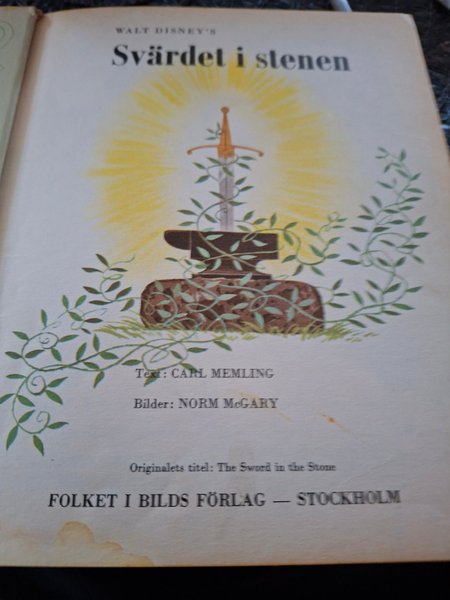 WALT DISNEY'S
Svärdet i stenen
Text: CARL MEMLING
Bilder: NORM McGARY
Originalets titel: The Sword in the Stone
FOLKET I BILDS FÖRLAG — STOCKHOLM